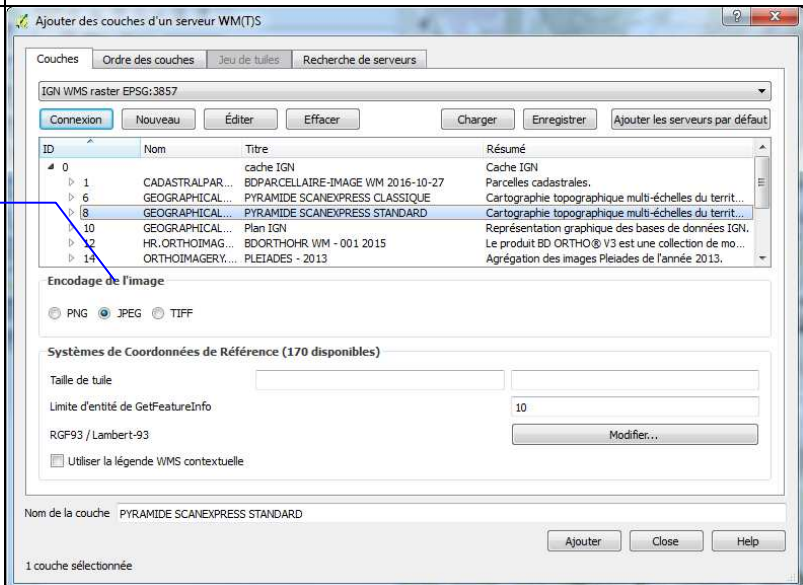 Ajouter des couches d'un serveur WM(T)S
Couches Ordre des couches Jeu de tuiles Recherche de serveurs
IGN WMS raster EPSG:3857
Connexion Nouveau Éditer Effacer Charger Enregistrer Ajouter les serveurs par défaut
ID Nom Titre Résumé
0 cache IGN Cache IGN
1 CADASTRALPAR... BDPARCELLAIRE-IMAGE WM 2016-10-27 Parcelles cadastrales.
6 GEOGRAPHICAL... PYRAMIDE SCANEXPRESS CLASSIQUE Cartographie topographique multi-échelles du territ...
8 GEOGRAPHICAL... PYRAMIDE SCANEXPRESS STANDARD Cartographie topographique multi-échelles du territ...
10 GEOGRAPHICAL... Plan IGN Représentation graphique des bases de données IGN.
12 HR.ORTHOIMAG... BDORTHOHR WM - 001 2015 Le produit BD ORTHO® V3 est une collection de mo...
14 ORTHOIMAGERY.... PLEIADES - 2013 Agrégation des images Pleiades de l'année 2013.
Encodage de l'image
PNG JPEG TIFF
Systèmes de Coordonnées de Référence (170 disponibles)
Taille de tuile
Limite d'entité de GetFeatureInfo 10
RGF93 / Lambert-93 Modifier...
Utiliser la légende WMS contextuelle
Nom de la couche PYRAMIDE SCANEXPRESS STANDARD
Ajouter Close Help
1 couche sélectionnée